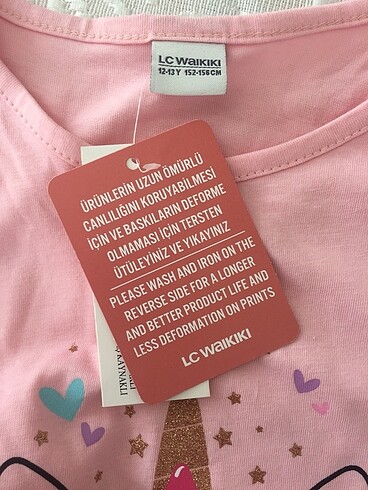 LC WAIKIKI
12-13 Y 152-158 CM
ÜRÜNLERİN UZUN ÖMÜRLÜ
CANLILIĞINI KORUYABİLMESİ
İÇİN VE BASKILARIN DEFORME
OLMAMASI İÇİN TERSTEN
ÜTÜLEYİNİZ VE YIKAYINIZ
PLEASE WASH AND IRON ON THE
REVERSE SIDE FOR A LONGER
AND BETTER PRODUCT LIFE AND
LESS DEFORMATION ON PRINTS
LC WAIKIKI
KAYNAKLI